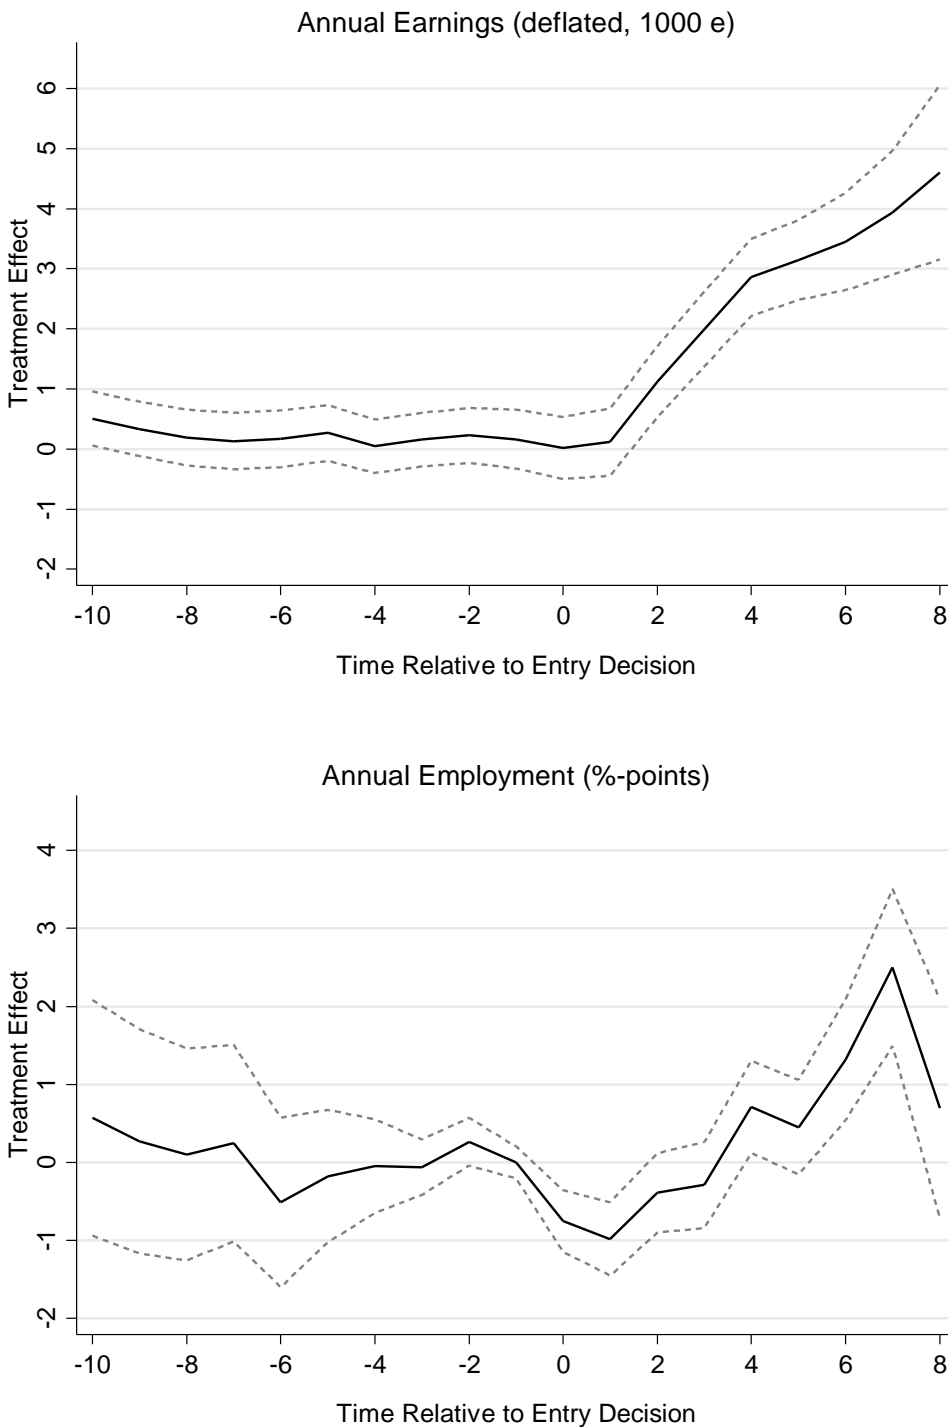 Annual Earnings (deflated, 1000 e)
Treatment Effect
6
5
4
3
2
1
0
-1
-2
-10 -8 -6 -4 -2 0 2 4 6 8
Time Relative to Entry Decision
Annual Employment (%-points)
Treatment Effect
4
3
2
1
0
-1
-2
-10 -8 -6 -4 -2 0 2 4 6 8
Time Relative to Entry Decision